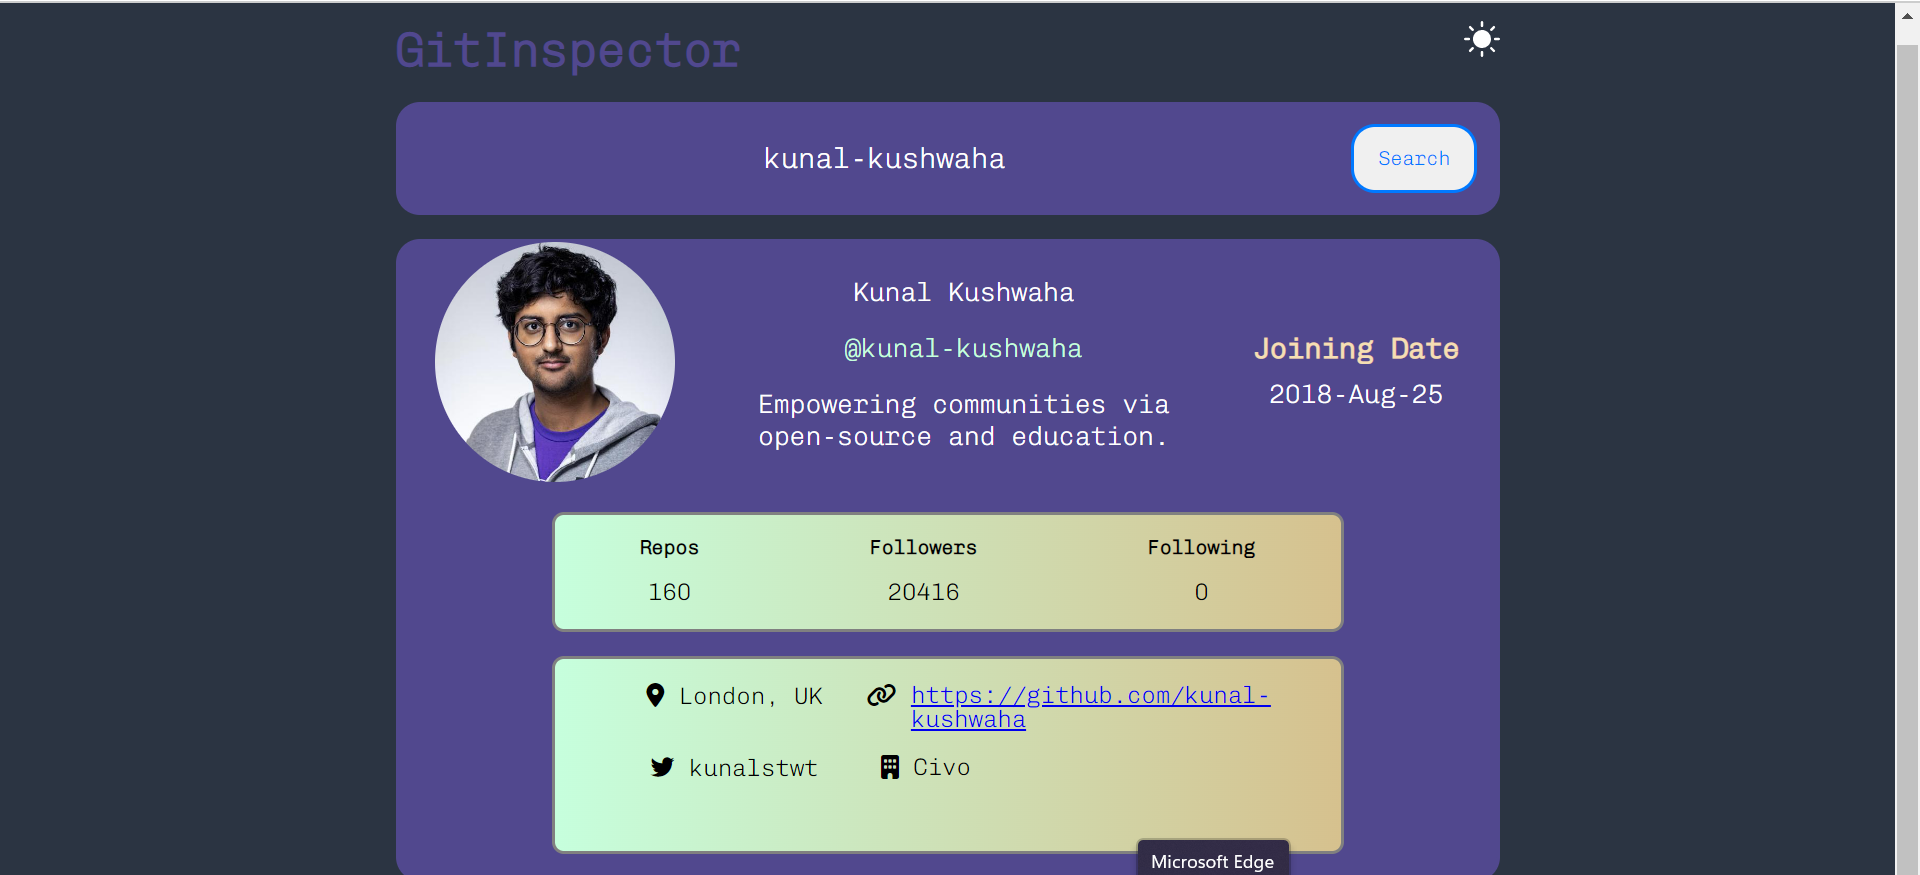 GitInspector
kunal-kushwaha
Search
Kunal Kushwaha
@kunal-kushwaha
Empowering communities via
open-source and education.
Joining Date
2018-Aug-25
Repos Followers Following
160 20416 0
London, UK
https://github.com/kunal-
kushwaha
kunalstwt
Civo
Microsoft Edge